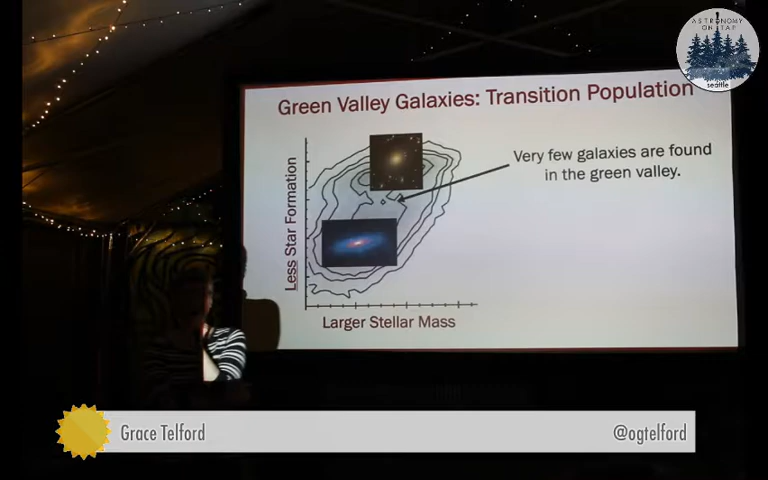 ASTRONOMY
ON TAP
seattle
Green Valley Galaxies: Transition Population
Very few galaxies are found
in the green valley.
Less Star Formation
Larger Stellar Mass
Grace Telford
@ogtelford